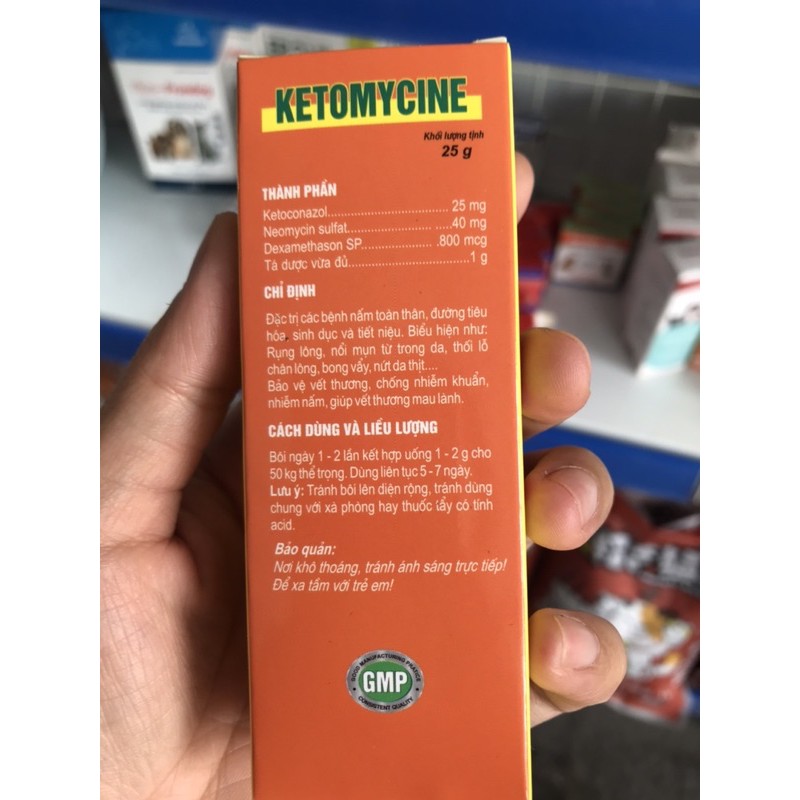 KETOMYCINE
Khối lượng tịnh
25 g
THÀNH PHẦN
Ketoconazol............................................... 25 mg
Neomycin sulfat........................ .....40 mg
Dexamethason SP.................. .800 mcg
Tá dược vừa đủ...............................1 g
CHỈ ĐỊNH
Đặc trị các bệnh nấm toàn thân, đường tiêu
hóa, sinh dục và tiết niệu. Biểu hiện như:
Rụng lông, nổi mụn từ trong da, thối lỗ
chân lông, bong vẩy, nứt da thịt....
Bảo vệ vết thương, chống nhiễm khuẩn,
nhiễm nấm, giúp vết thương mau lành.
CÁCH DÙNG VÀ LIỀU LƯỢNG
Bôi ngày 1 - 2 lần kết hợp uống 1 - 2 g cho
50 kg thể trọng. Dùng liên tục 5 - 7 ngày.
Lưu ý: Tránh bôi lên diện rộng, tránh dùng
chung với xà phòng hay thuốc tẩy có tính
acid.
Bảo quản:
Nơi khô thoáng, tránh ánh sáng trực tiếp!
Để xa tầm với trẻ em!
GOOD MANUFACTURING PRATICE
GMP
CONSISTENT QUALITY